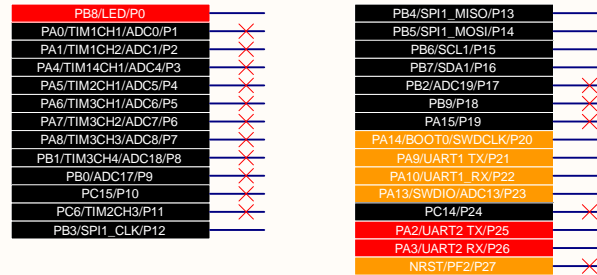 PB8/LED/P0
PA0/TIM1CH1/ADC0/P1
PA1/TIM2CH1/ADC1/P2
PA4/TIM14CH1/ADC4/P3
PA5/TIM2CH1/ADC5/P4
PA6/TIM3CH1/ADC6/P5
PA7/TIM3CH2/ADC7/P6
PA8/TIM3CH3/ADC8/P7
PB1/TIM3CH4/ADC18/P8
PB0/ADC17/P9
PC15/P10
PC6/TIM2CH3/P11
PB3/SPI1_CLK/P12
PB4/SPI1_MISO/P13
PB5/SPI1_MOSI/P14
PB6/SCL1/P15
PB7/SDA1/P16
PB2/ADC19/P17
PB9/P18
PA15/P19
PA14/BOOT0/SWDCLK/P20
PA9/UART1 TX/P21
PA10/UART1_RX/P22
PA13/SWDIO/ADC13/P23
PC14/P24
PA2/UART2 TX/P25
PA3/UART2 RX/P26
NRST/PF2/P27